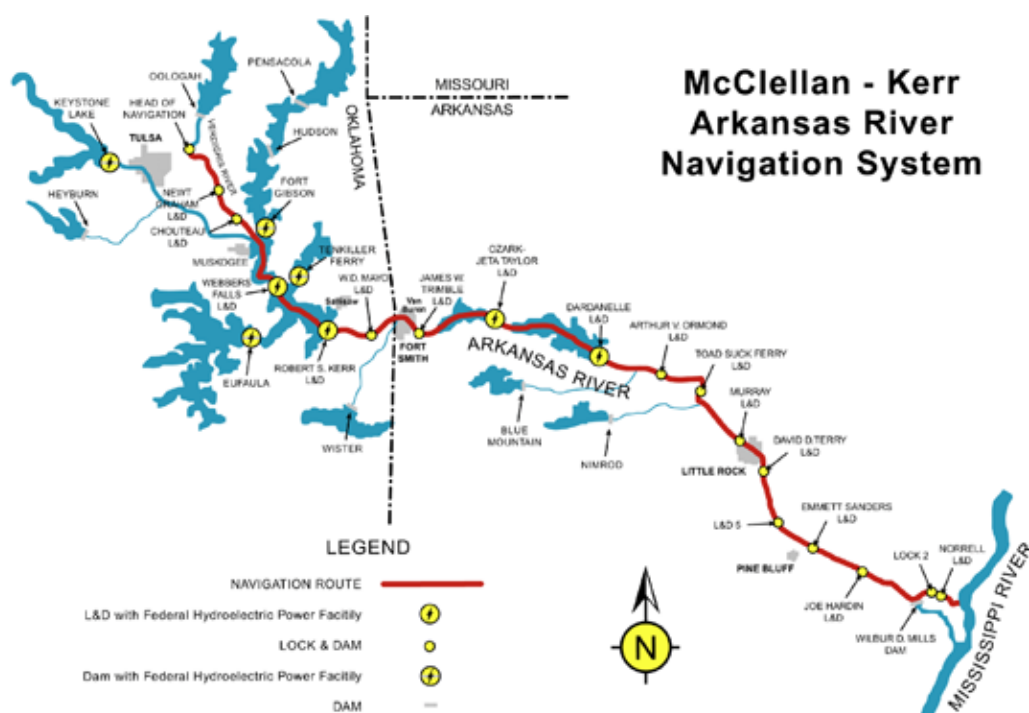 McClellan - Kerr
Arkansas River
Navigation System
MISSOURI
ARKANSAS
OKLAHOMA
PENSACOLA
OOLOGAH
KEYSTONE
LAKE
HEAD OF
NAVIGATION
TULSA
VERDIGRIS RIVER
HUDSON
HEYBURN
NEWT
GRAHAM
L&D
FORT
GIBSON
CHOUTEAU
L&D
MUSKOGEE
TENKILLER
FERRY
WEBBERS
FALLS
L&D
Sallisaw
W.D. MAYO
L&D
Van
Buren
JAMES W.
TRIMBLE
L&D
OZARK-
JETA TAYLOR
L&D
DARDANELLE
L&D
ARTHUR V. ORMOND
L&D
TOAD SUCK FERRY
L&D
FORT
SMITH
ARKANSAS RIVER
ROBERT S. KERR
L&D
EUFAULA
MURRAY
L&D
BLUE
MOUNTAIN
WISTER
NIMROD
DAVID D.TERRY
L&D
LITTLE ROCK
L&D 5
EMMETT SANDERS
L&D
PINE BLUFF
LOCK 2
NORRELL
L&D
JOE HARDIN
L&D
WILBUR D. MILLS
DAM
MISSISSIPPI RIVER
LEGEND
NAVIGATION ROUTE
L&D with Federal Hydroelectric Power Facitily
LOCK & DAM
Dam with Federal Hydroelectric Power Facitily
DAM
N